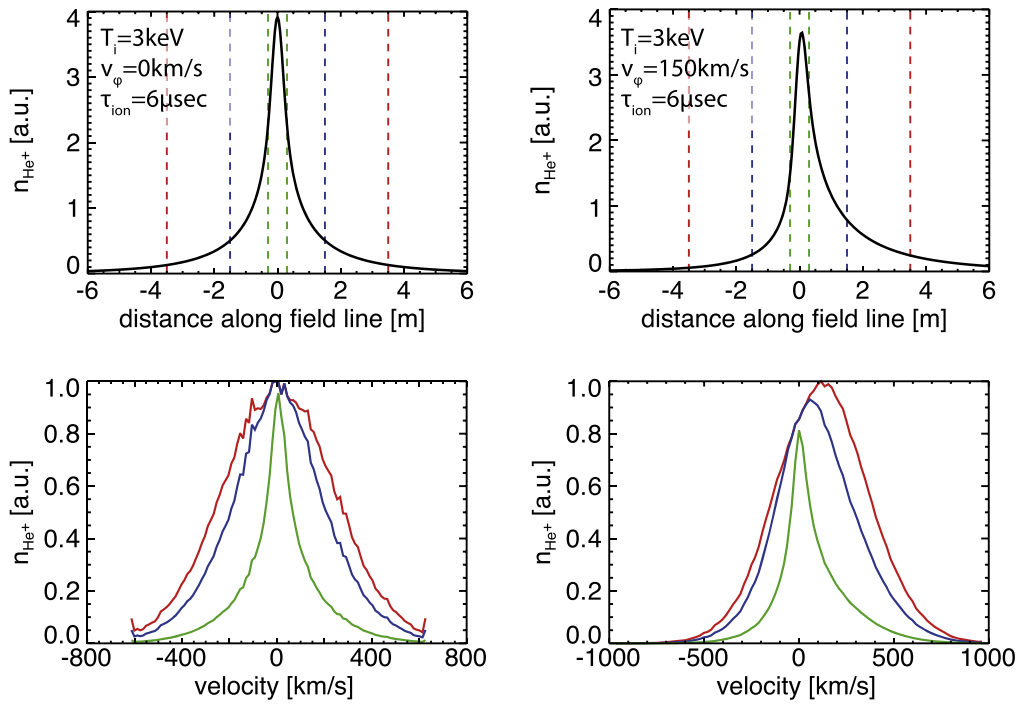 4
3
2
1
0
n_He+ [a.u.]
T_i=3keV
v_φ=0km/s
τ_ion=6μsec
-6 -4 -2 0 2 4 6
distance along field line [m]
4
3
2
1
0
n_He+ [a.u.]
T_i=3keV
v_φ=150km/s
τ_ion=6μsec
-6 -4 -2 0 2 4 6
distance along field line [m]
1.0
0.8
0.6
0.4
0.2
0.0
n_He+ [a.u.]
-800 -400 0 400 800
velocity [km/s]
1.0
0.8
0.6
0.4
0.2
0.0
n_He+ [a.u.]
-1000 -500 0 500 1000
velocity [km/s]